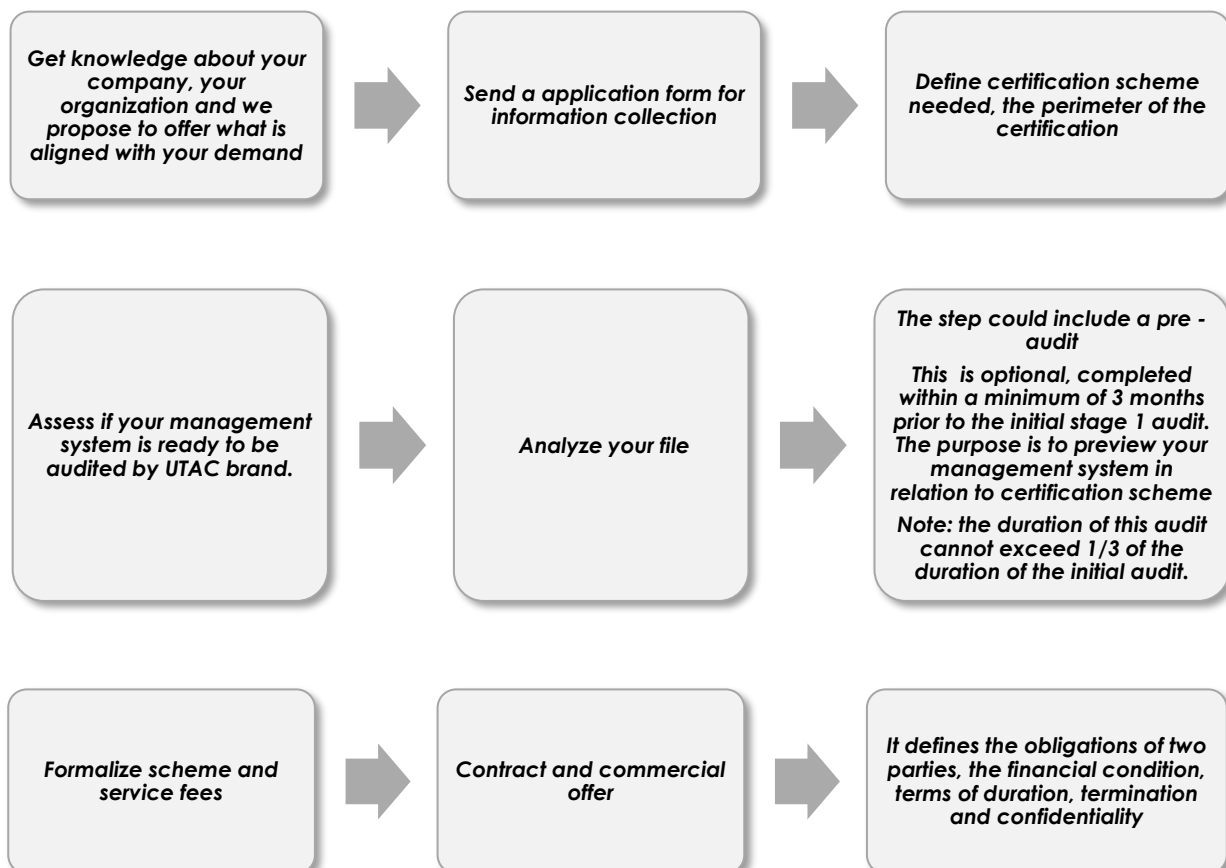 Get knowledge about your
company, your
organization and we
propose to offer what is
aligned with your demand
Send a application form for
information collection
Define certification scheme
needed, the perimeter of the
certification
Assess if your management
system is ready to be
audited by UTAC brand.
Analyze your file
The step could include a pre -
audit
This is optional, completed
within a minimum of 3 months
prior to the initial stage 1 audit.
The purpose is to preview your
management system in
relation to certification scheme
Note: the duration of this audit
cannot exceed 1/3 of the
duration of the initial audit.
Formalize scheme and
service fees
Contract and commercial
offer
It defines the obligations of two
parties, the financial condition,
terms of duration, termination
and confidentiality